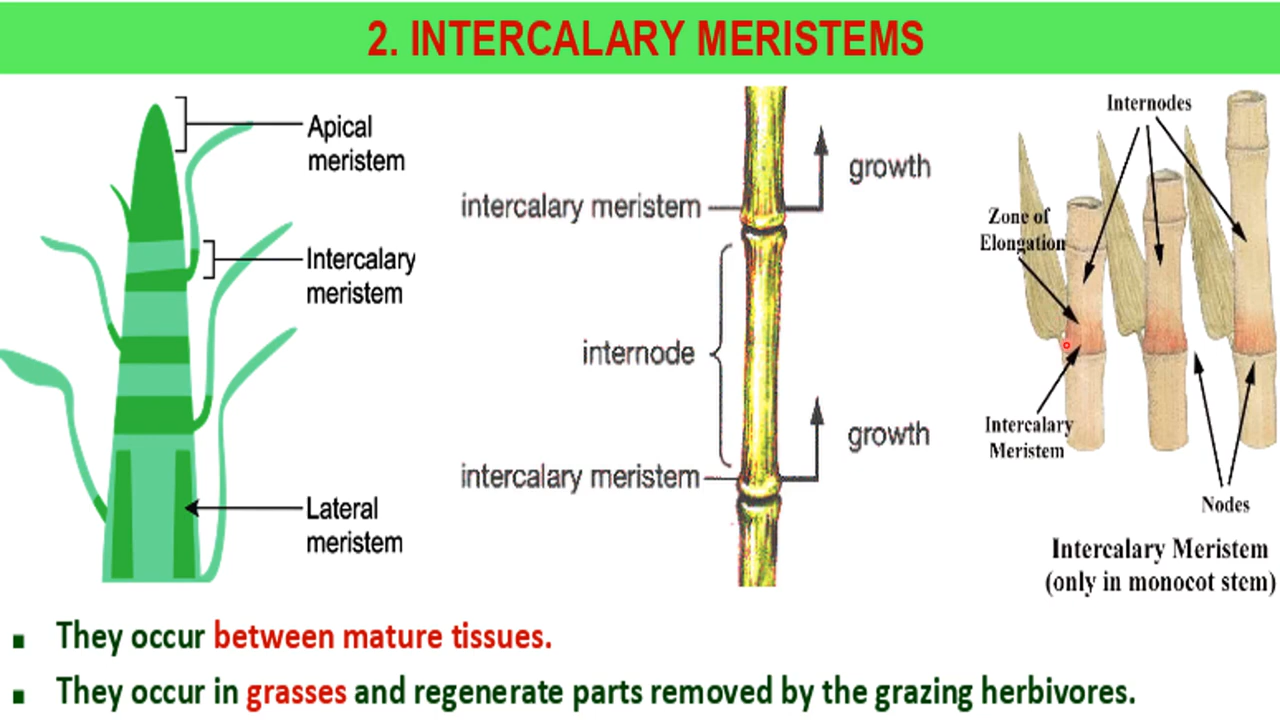 2. INTERCALARY MERISTEMS
Apical
meristem
Intercalary
meristem
Lateral
meristem
growth
intercalary meristem
internode
growth
intercalary meristem
Internodes
Zone of
Elongation
Intercalary
Meristem
Nodes
Intercalary Meristem
(only in monocot stem)
▪ They occur between mature tissues.
▪ They occur in grasses and regenerate parts removed by the grazing herbivores.